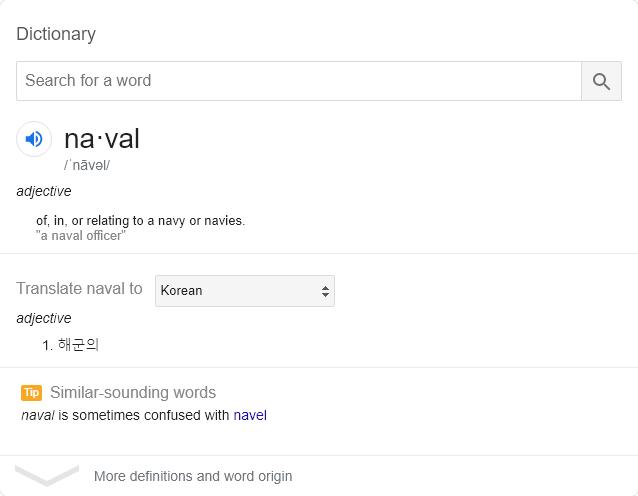 Dictionary
Search for a word
na·val
/ˈnāvəl/
adjective
of, in, or relating to a navy or navies.
"a naval officer"
Translate naval to Korean
adjective
1. 해군의
Tip Similar-sounding words
naval is sometimes confused with navel
More definitions and word origin